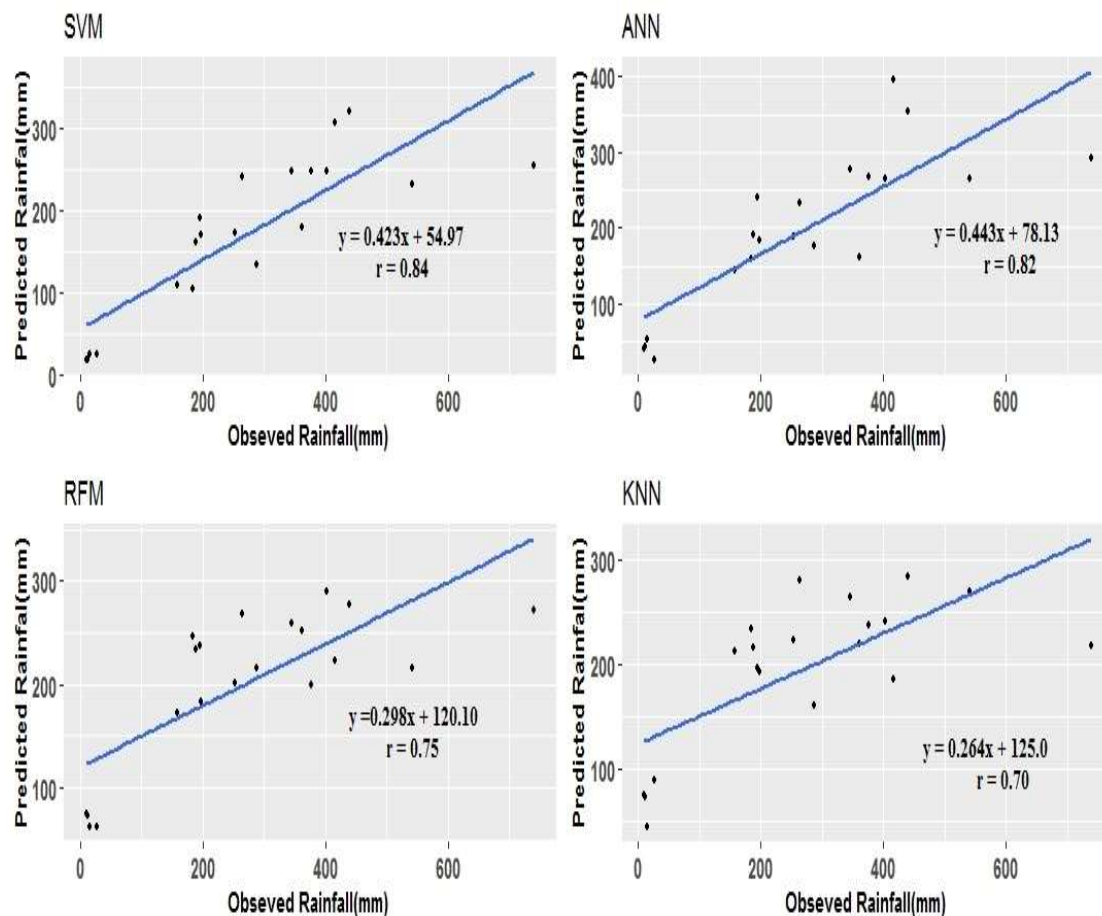 SVM
Predicted Rainfal(mm)
300
200
100
0
y = 0.423x + 54.97
r = 0.84
0 200 400 600
Obseved Rainfall(mm)
ANN
Predicted Rainfal(mm)
400
300
200
100
y = 0.443x + 78.13
r = 0.82
0 200 400 600
Obseved Rainfall(mm)
RFM
Predicted Rainfal(mm)
300
200
100
y =0.298x + 120.10
r = 0.75
0 200 400 600
Obseved Rainfall(mm)
KNN
Predicted Rainfal(mm)
300
200
100
y = 0.264x + 125.0
r = 0.70
0 200 400 600
Obseved Rainfall(mm)